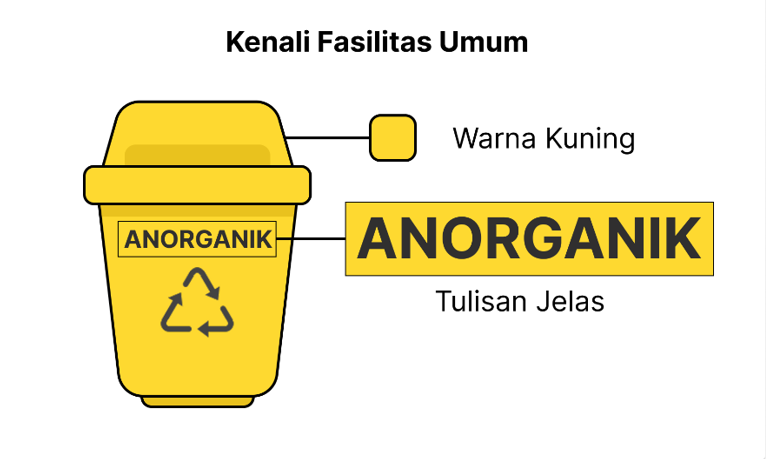 Kenali Fasilitas Umum
Warna Kuning
ANORGANIK
ANORGANIK
Tulisan Jelas